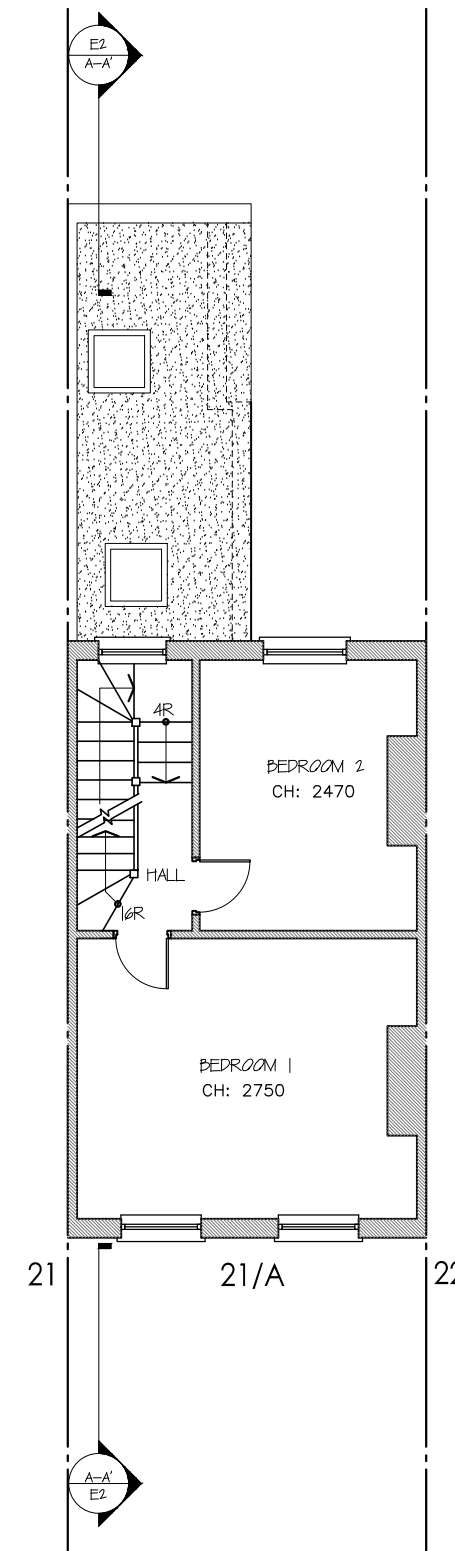 E2
A-A'
4R
BEDROOM 2
CH: 2470
HALL
16R
BEDROOM 1
CH: 2750
21
21/A
22
A-A'
E2